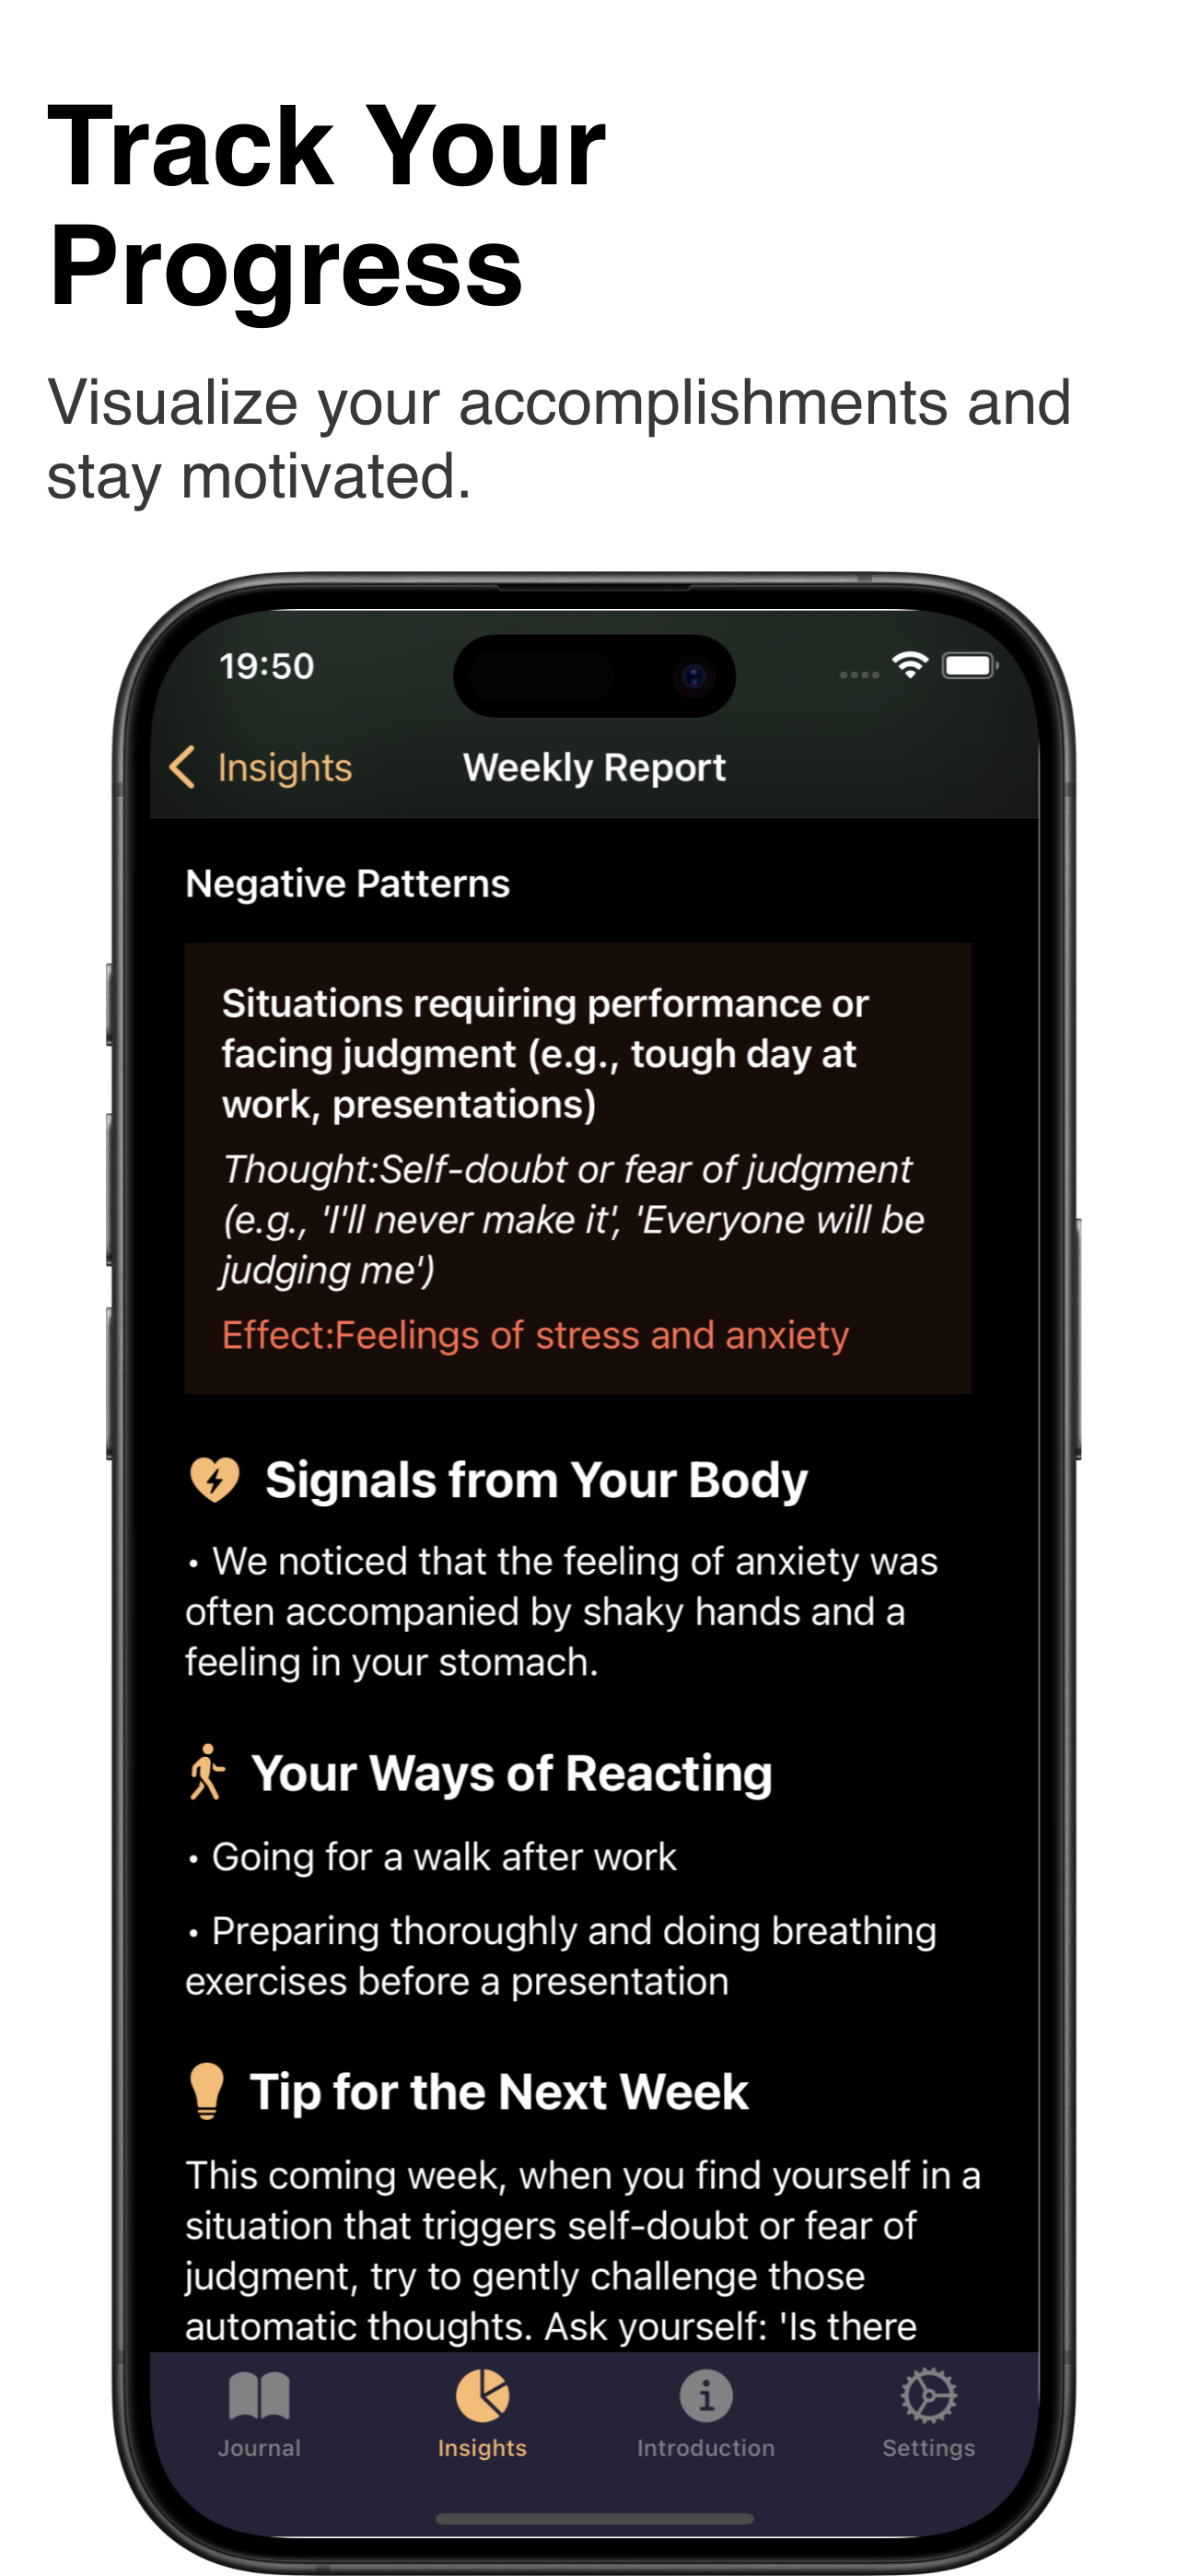 Track Your
Progress
Visualize your accomplishments and
stay motivated.
19:50
Insights
Weekly Report
Negative Patterns
Situations requiring performance or
facing judgment (e.g., tough day at
work, presentations)
Thought:Self-doubt or fear of judgment
(e.g., 'I'll never make it', 'Everyone will be
judging me')
Effect:Feelings of stress and anxiety
Signals from Your Body
• We noticed that the feeling of anxiety was
often accompanied by shaky hands and a
feeling in your stomach.
Your Ways of Reacting
• Going for a walk after work
• Preparing thoroughly and doing breathing
exercises before a presentation
Tip for the Next Week
This coming week, when you find yourself in a
situation that triggers self-doubt or fear of
judgment, try to gently challenge those
automatic thoughts. Ask yourself: 'Is there
Journal
Insights
Introduction
Settings